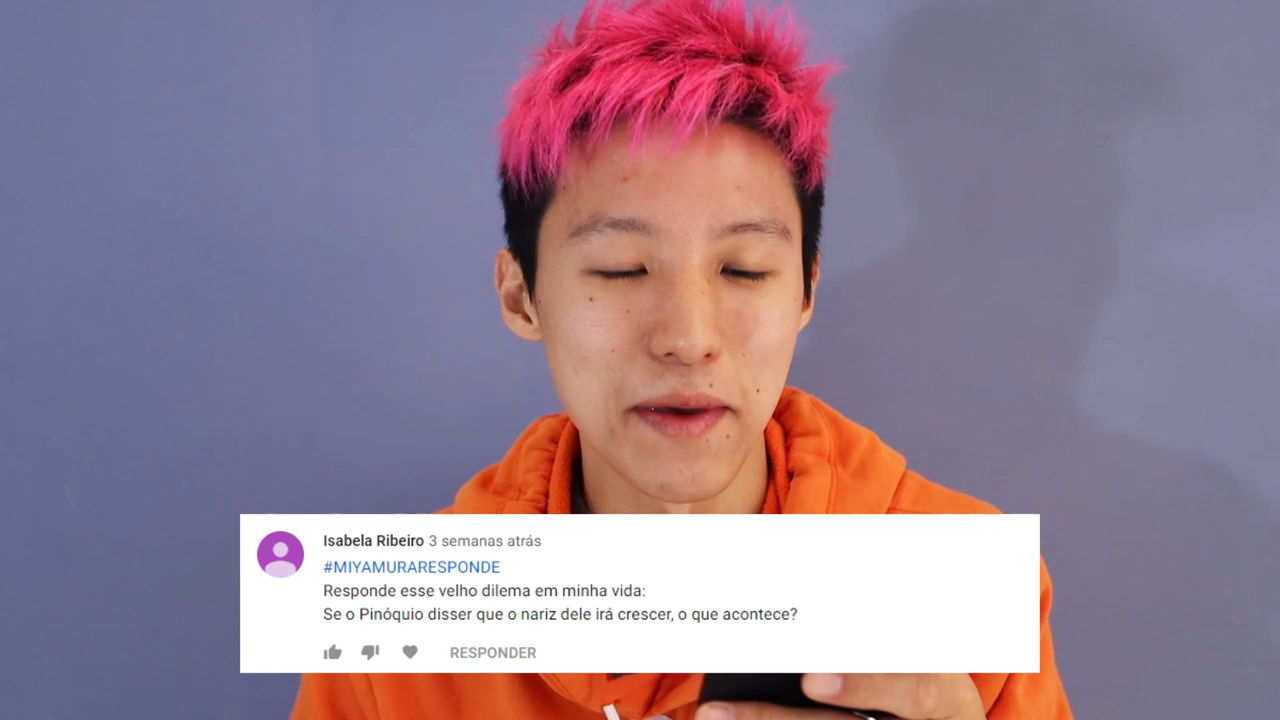 Isabela Ribeiro 3 semanas atrás
#MIYAMURARESPONDE
Responde esse velho dilema em minha vida:
Se o Pinóquio disser que o nariz dele irá crescer, o que acontece?
RESPONDER